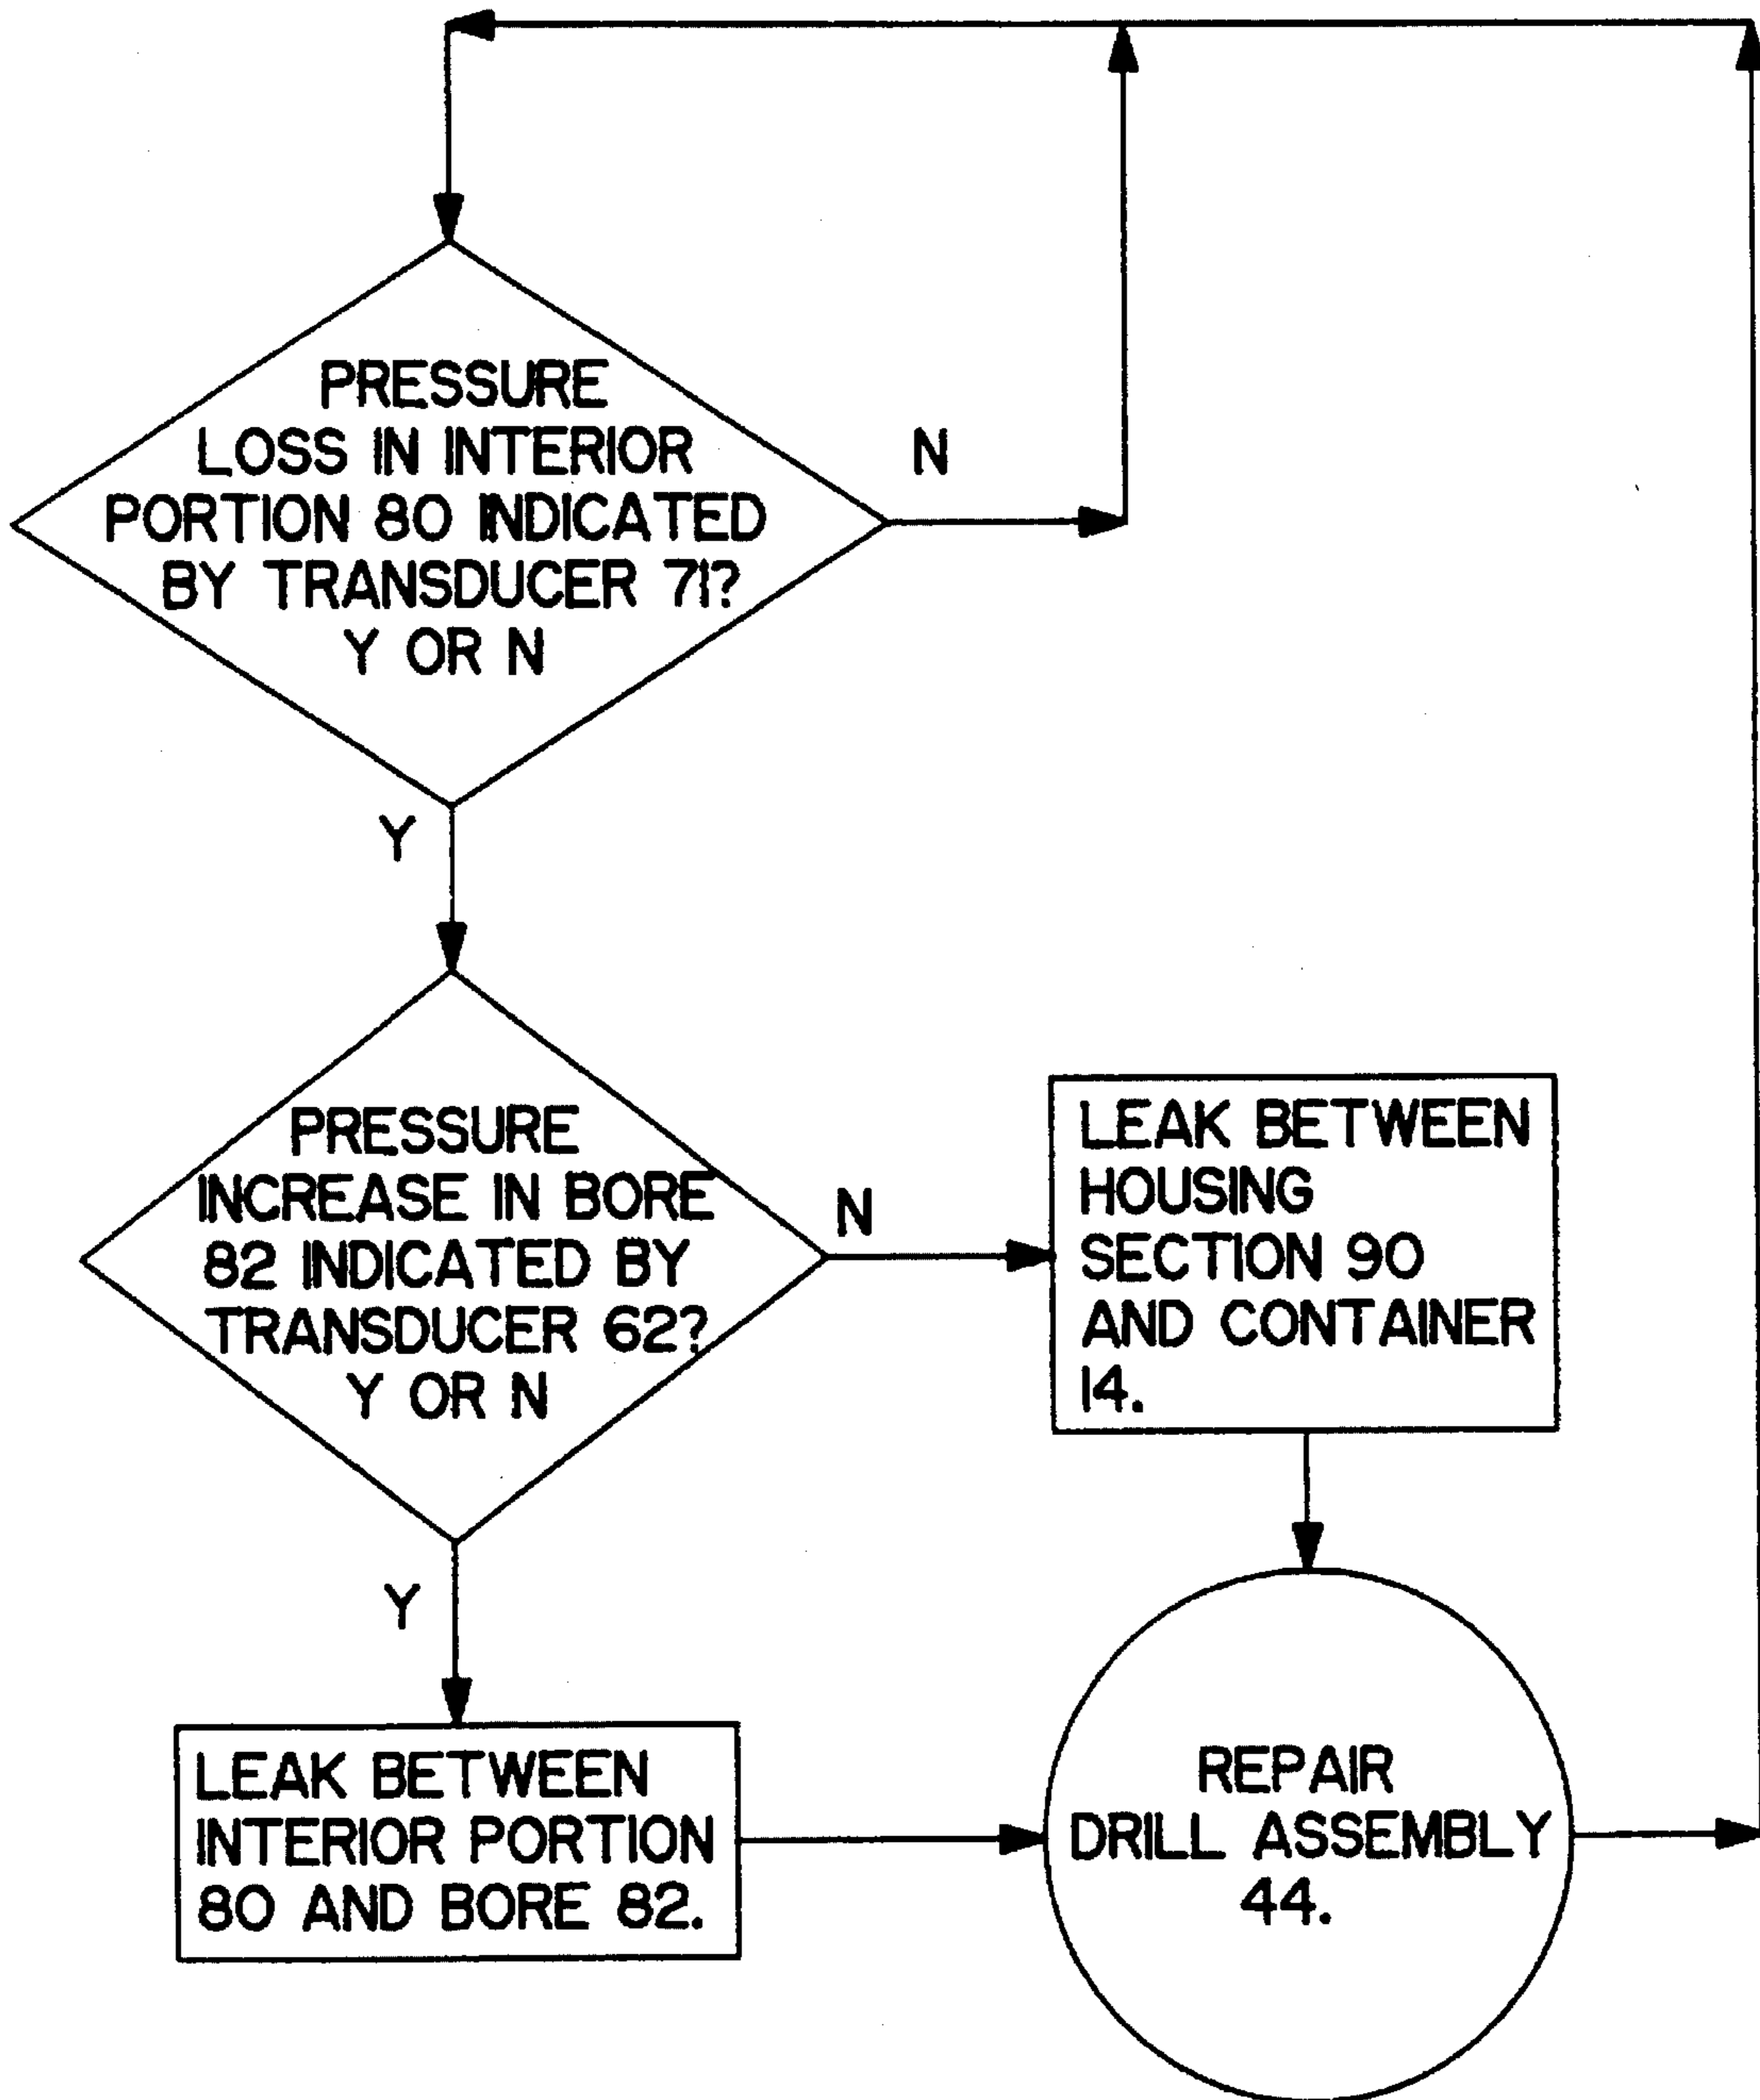 PRESSURE
LOSS IN INTERIOR
PORTION 80 INDICATED
BY TRANSDUCER 71?
Y OR N
N
Y
PRESSURE
INCREASE IN BORE
82 INDICATED BY
TRANSDUCER 62?
Y OR N
N
LEAK BETWEEN
HOUSING
SECTION 90
AND CONTAINER
14.
Y
LEAK BETWEEN
INTERIOR PORTION
80 AND BORE 82.
REPAIR
DRILL ASSEMBLY
44.